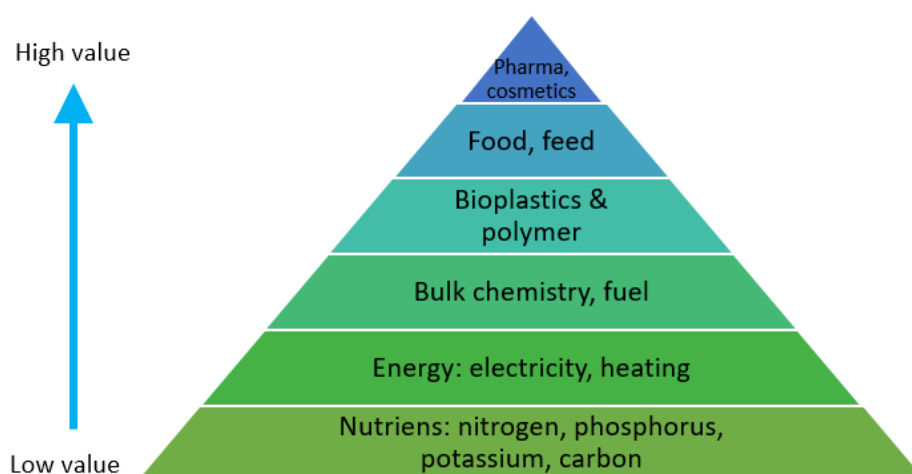 High value
Pharma,
cosmetics
Food, feed
Bioplastics &
polymer
Bulk chemistry, fuel
Energy: electricity, heating
Nutriens: nitrogen, phosphorus,
potassium, carbon
Low value